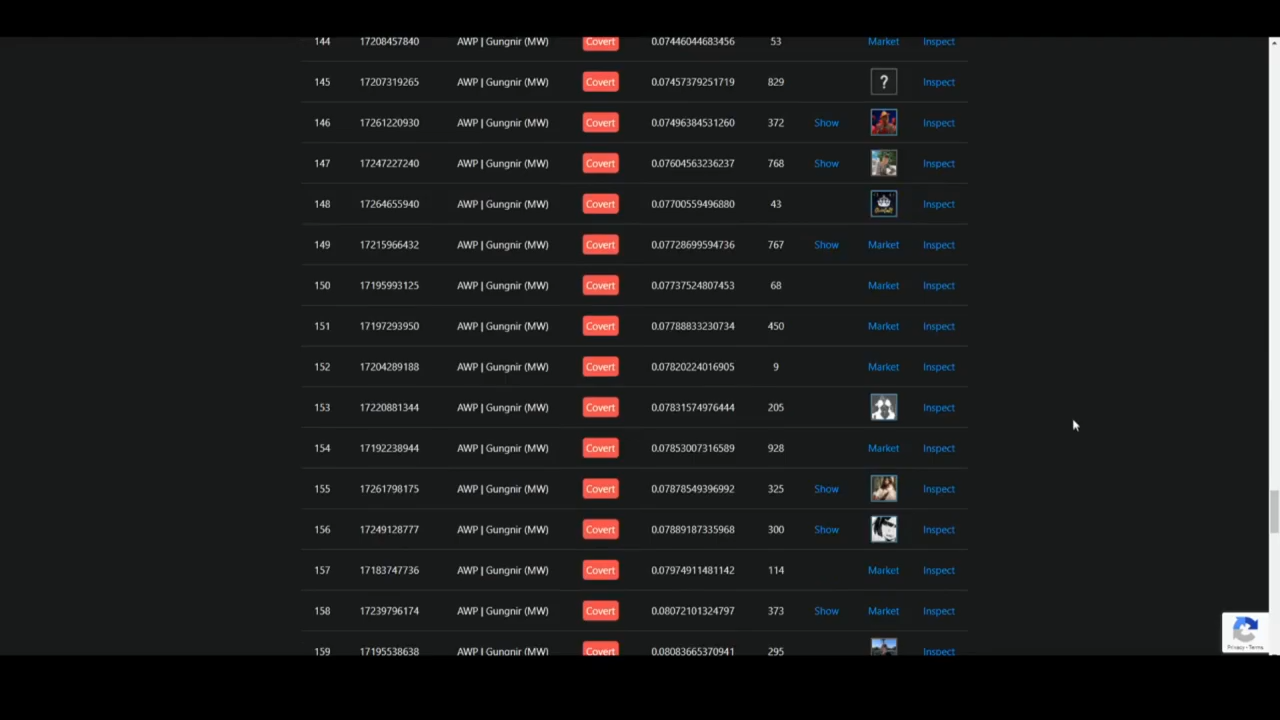 144 17208457840 AWP | Gungnir (MW) Covert 0.07446044683456 53 Market Inspect
145 17207319265 AWP | Gungnir (MW) Covert 0.07457379251719 829 ? Inspect
146 17261220930 AWP | Gungnir (MW) Covert 0.07496384531260 372 Show Inspect
147 17247227240 AWP | Gungnir (MW) Covert 0.07604563236237 768 Show Inspect
148 17264655940 AWP | Gungnir (MW) Covert 0.07700559496880 43 Inspect
149 17215966432 AWP | Gungnir (MW) Covert 0.07728699594736 767 Show Market Inspect
150 17195993125 AWP | Gungnir (MW) Covert 0.07737524807453 68 Market Inspect
151 17197293950 AWP | Gungnir (MW) Covert 0.07788833230734 450 Market Inspect
152 17204289188 AWP | Gungnir (MW) Covert 0.07820224016905 9 Market Inspect
153 17220881344 AWP | Gungnir (MW) Covert 0.07831574976444 205 Inspect
154 17192238944 AWP | Gungnir (MW) Covert 0.07853007316589 928 Market Inspect
155 17261798175 AWP | Gungnir (MW) Covert 0.07878549396992 325 Show Inspect
156 17249128777 AWP | Gungnir (MW) Covert 0.07889187335968 300 Show Inspect
157 17183747736 AWP | Gungnir (MW) Covert 0.07974911481142 114 Market Inspect
158 17239796174 AWP | Gungnir (MW) Covert 0.08072101324797 373 Show Market Inspect
159 17195538638 AWP | Gungnir (MW) Covert 0.08083665370941 295 Inspect
Privacy - Terms